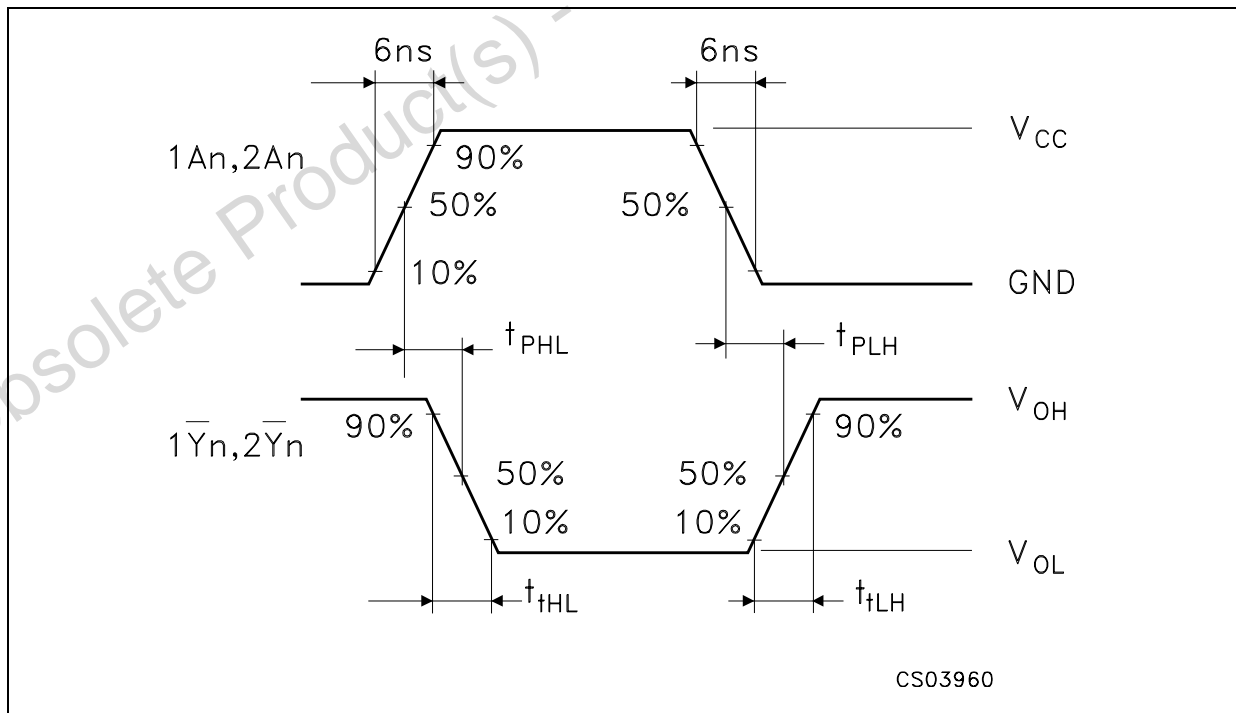 6ns 6ns
V_CC
1An,2An
90%
50% 50%
10%
GND
t_PHL t_PLH
V_OH
90% 90%
1Y̅n,2Y̅n
50% 50%
10% 10%
V_OL
t_tHL t_tLH
CS03960
bsolete Product(s) -